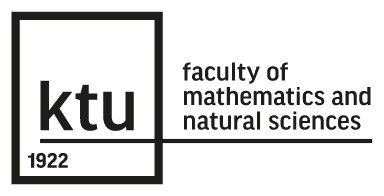 ktu
1922
faculty of
mathematics and
natural sciences